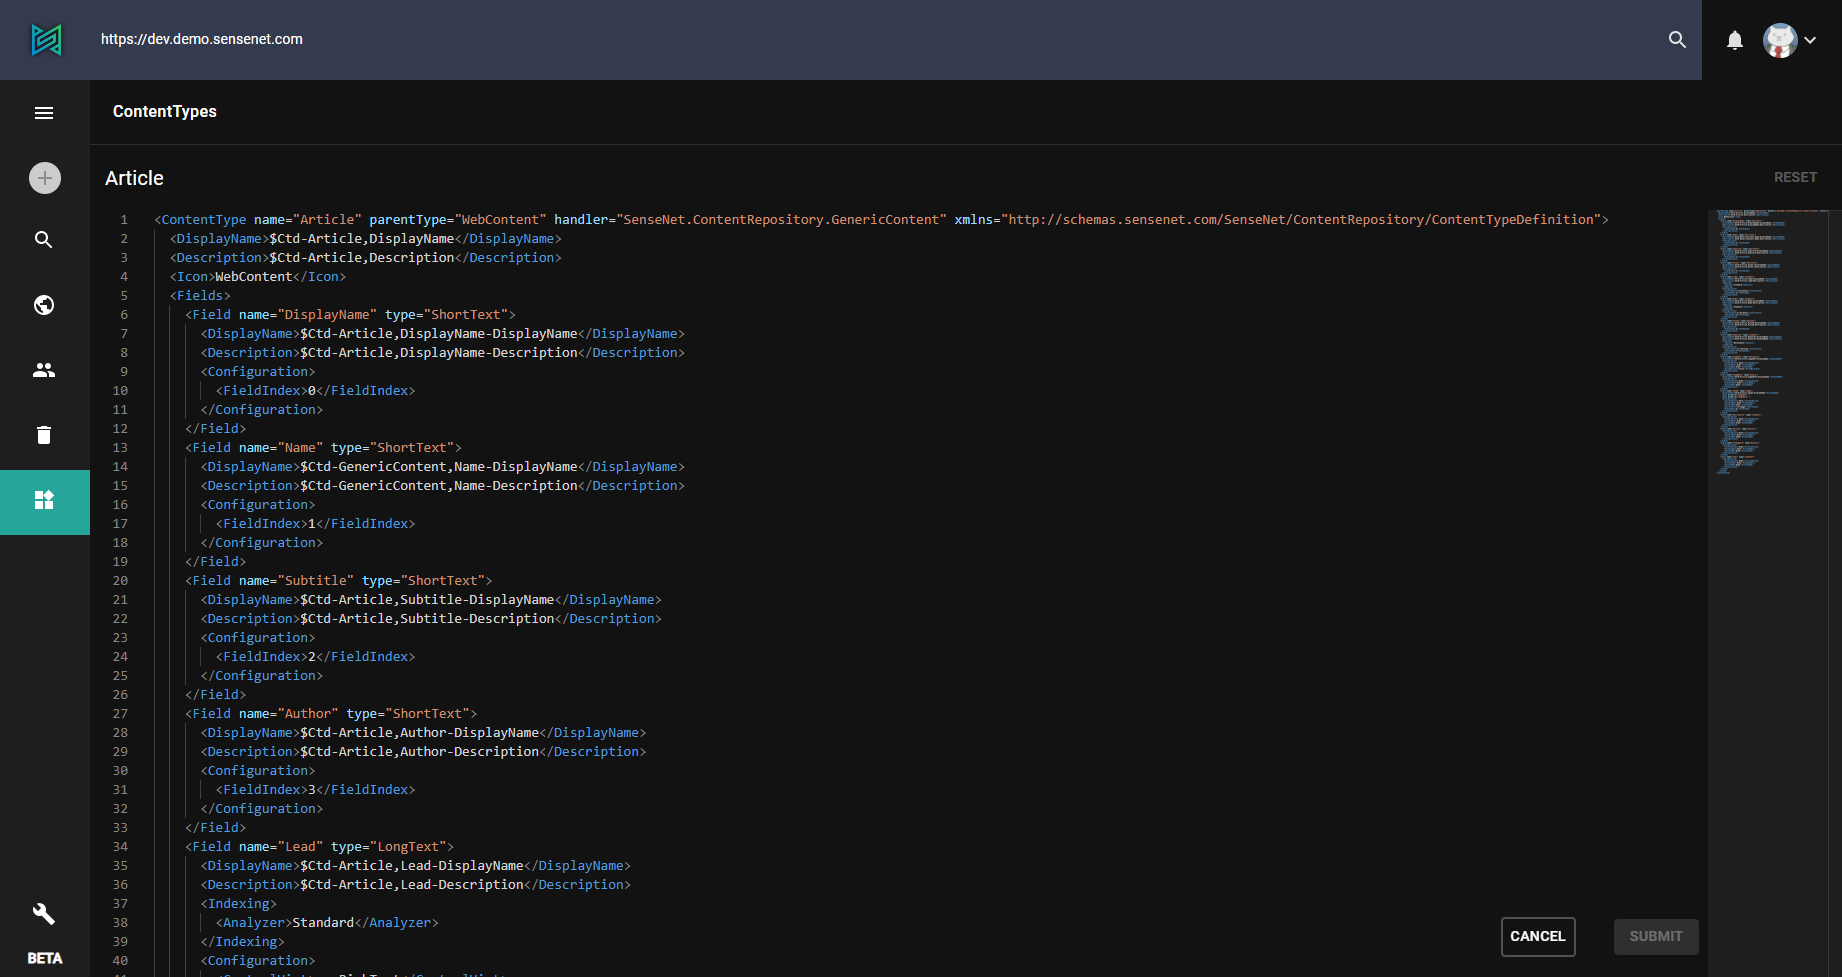 https://dev.demo.sensenet.com
ContentTypes
Article
RESET
1 <ContentType name="Article" parentType="WebContent" handler="SenseNet.ContentRepository.GenericContent" xmlns="http://schemas.sensenet.com/SenseNet/ContentRepository/ContentTypeDefinition">
2 <DisplayName>$Ctd-Article,DisplayName</DisplayName>
3 <Description>$Ctd-Article,Description</Description>
4 <Icon>WebContent</Icon>
5 <Fields>
6 <Field name="DisplayName" type="ShortText">
7 <DisplayName>$Ctd-Article,DisplayName-DisplayName</DisplayName>
8 <Description>$Ctd-Article,DisplayName-Description</Description>
9 <Configuration>
10 <FieldIndex>0</FieldIndex>
11 </Configuration>
12 </Field>
13 <Field name="Name" type="ShortText">
14 <DisplayName>$Ctd-GenericContent,Name-DisplayName</DisplayName>
15 <Description>$Ctd-GenericContent,Name-Description</Description>
16 <Configuration>
17 <FieldIndex>1</FieldIndex>
18 </Configuration>
19 </Field>
20 <Field name="Subtitle" type="ShortText">
21 <DisplayName>$Ctd-Article,Subtitle-DisplayName</DisplayName>
22 <Description>$Ctd-Article,Subtitle-Description</Description>
23 <Configuration>
24 <FieldIndex>2</FieldIndex>
25 </Configuration>
26 </Field>
27 <Field name="Author" type="ShortText">
28 <DisplayName>$Ctd-Article,Author-DisplayName</DisplayName>
29 <Description>$Ctd-Article,Author-Description</Description>
30 <Configuration>
31 <FieldIndex>3</FieldIndex>
32 </Configuration>
33 </Field>
34 <Field name="Lead" type="LongText">
35 <DisplayName>$Ctd-Article,Lead-DisplayName</DisplayName>
36 <Description>$Ctd-Article,Lead-Description</Description>
37 <Indexing>
38 <Analyzer>Standard</Analyzer>
39 </Indexing>
40 <Configuration>
CANCEL
SUBMIT
BETA